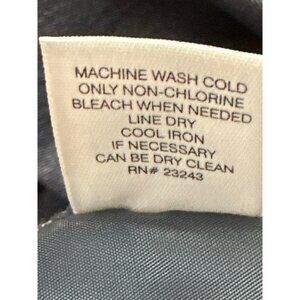 MACHINE WASH COLD
ONLY NON-CHLORINE
BLEACH WHEN NEEDED
LINE DRY
COOL IRON
IF NECESSARY
CAN BE DRY CLEAN
RN# 23243